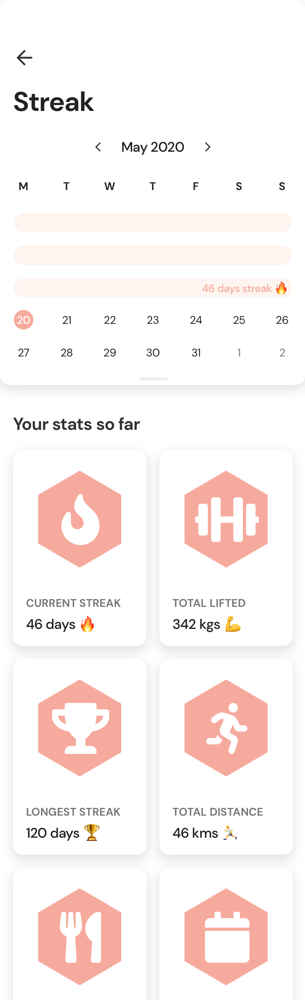 Streak
May 2020
M T W T F S S
46 days streak 🔥
20 21 22 23 24 25 26
27 28 29 30 31 1 2
Your stats so far
CURRENT STREAK
46 days 🔥
TOTAL LIFTED
342 kgs 💪
LONGEST STREAK
120 days 🏆
TOTAL DISTANCE
46 kms 🏃